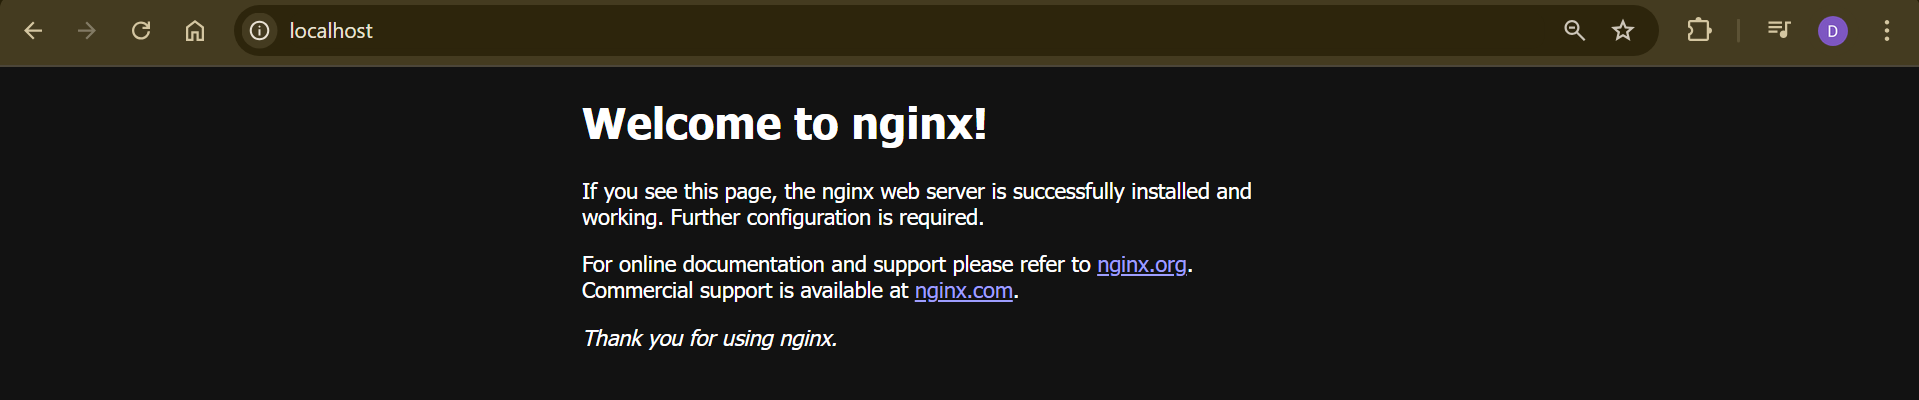 localhost
D
Welcome to nginx!
If you see this page, the nginx web server is successfully installed and
working. Further configuration is required.
For online documentation and support please refer to nginx.org.
Commercial support is available at nginx.com.
Thank you for using nginx.